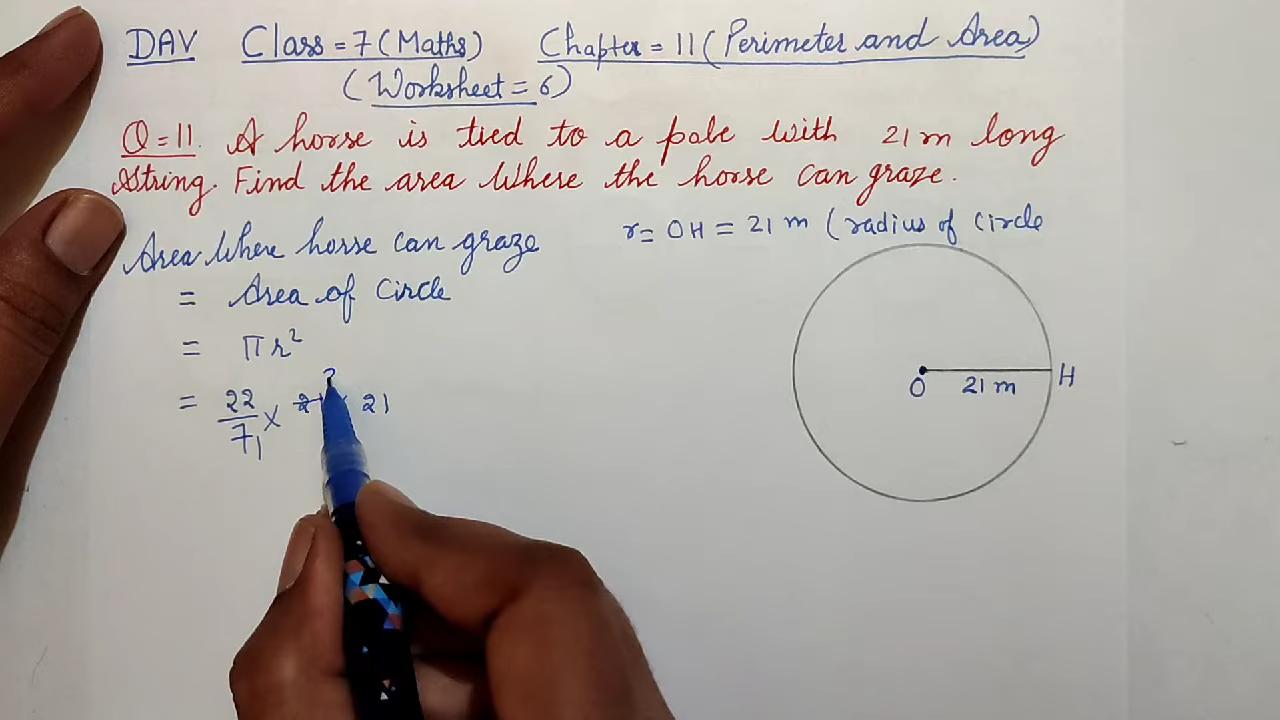 DAV Class = 7 (Maths) Chapter = 11 (Perimeter and Area)
(Worksheet = 6)
Q = 11. A horse is tied to a pole with 21 m long
string. Find the area Where the horse can graze.
Area Where horse can graze
= Area of circle
= πr²
= 22/7 1 × 21 21
r = OH = 21 m (radius of circle
O 21 m H